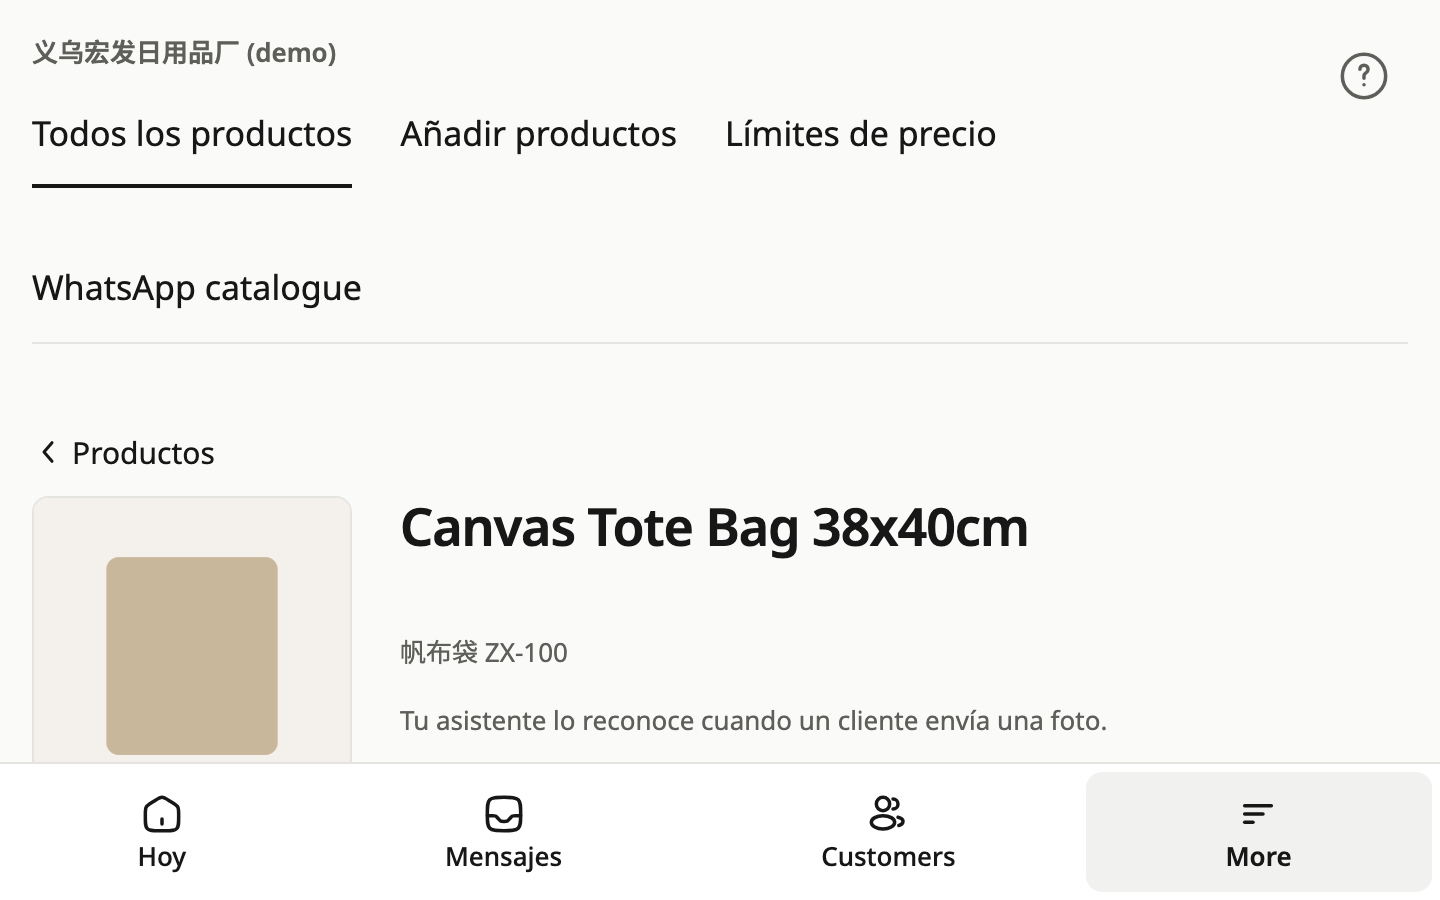 义乌宏发日用品厂 (demo)
Todos los productos
Añadir productos
Límites de precio
WhatsApp catalogue
Productos
Canvas Tote Bag 38x40cm
帆布袋 ZX-100
Tu asistente lo reconoce cuando un cliente envía una foto.
Hoy
Mensajes
Customers
More